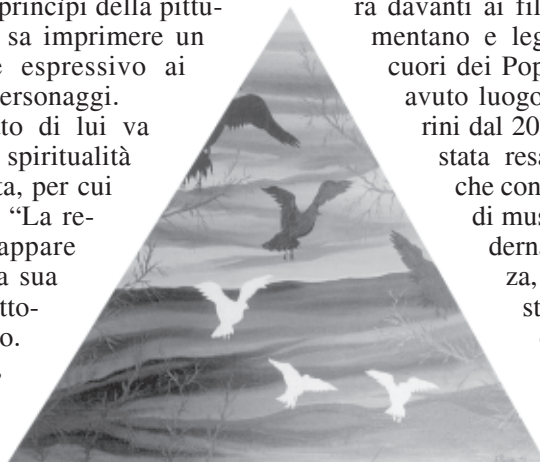 princìpi della pittu-
sa imprimere un
e espressivo ai
ersonaggi.
to di lui va
spiritualità
ta, per cui
“La re-
appare
a sua
tto-
o.
ra davanti ai fil
mentano e leg
cuori dei Pop
avuto luogo
rini dal 20
stata resa
che con
di mus
derna
za,
st